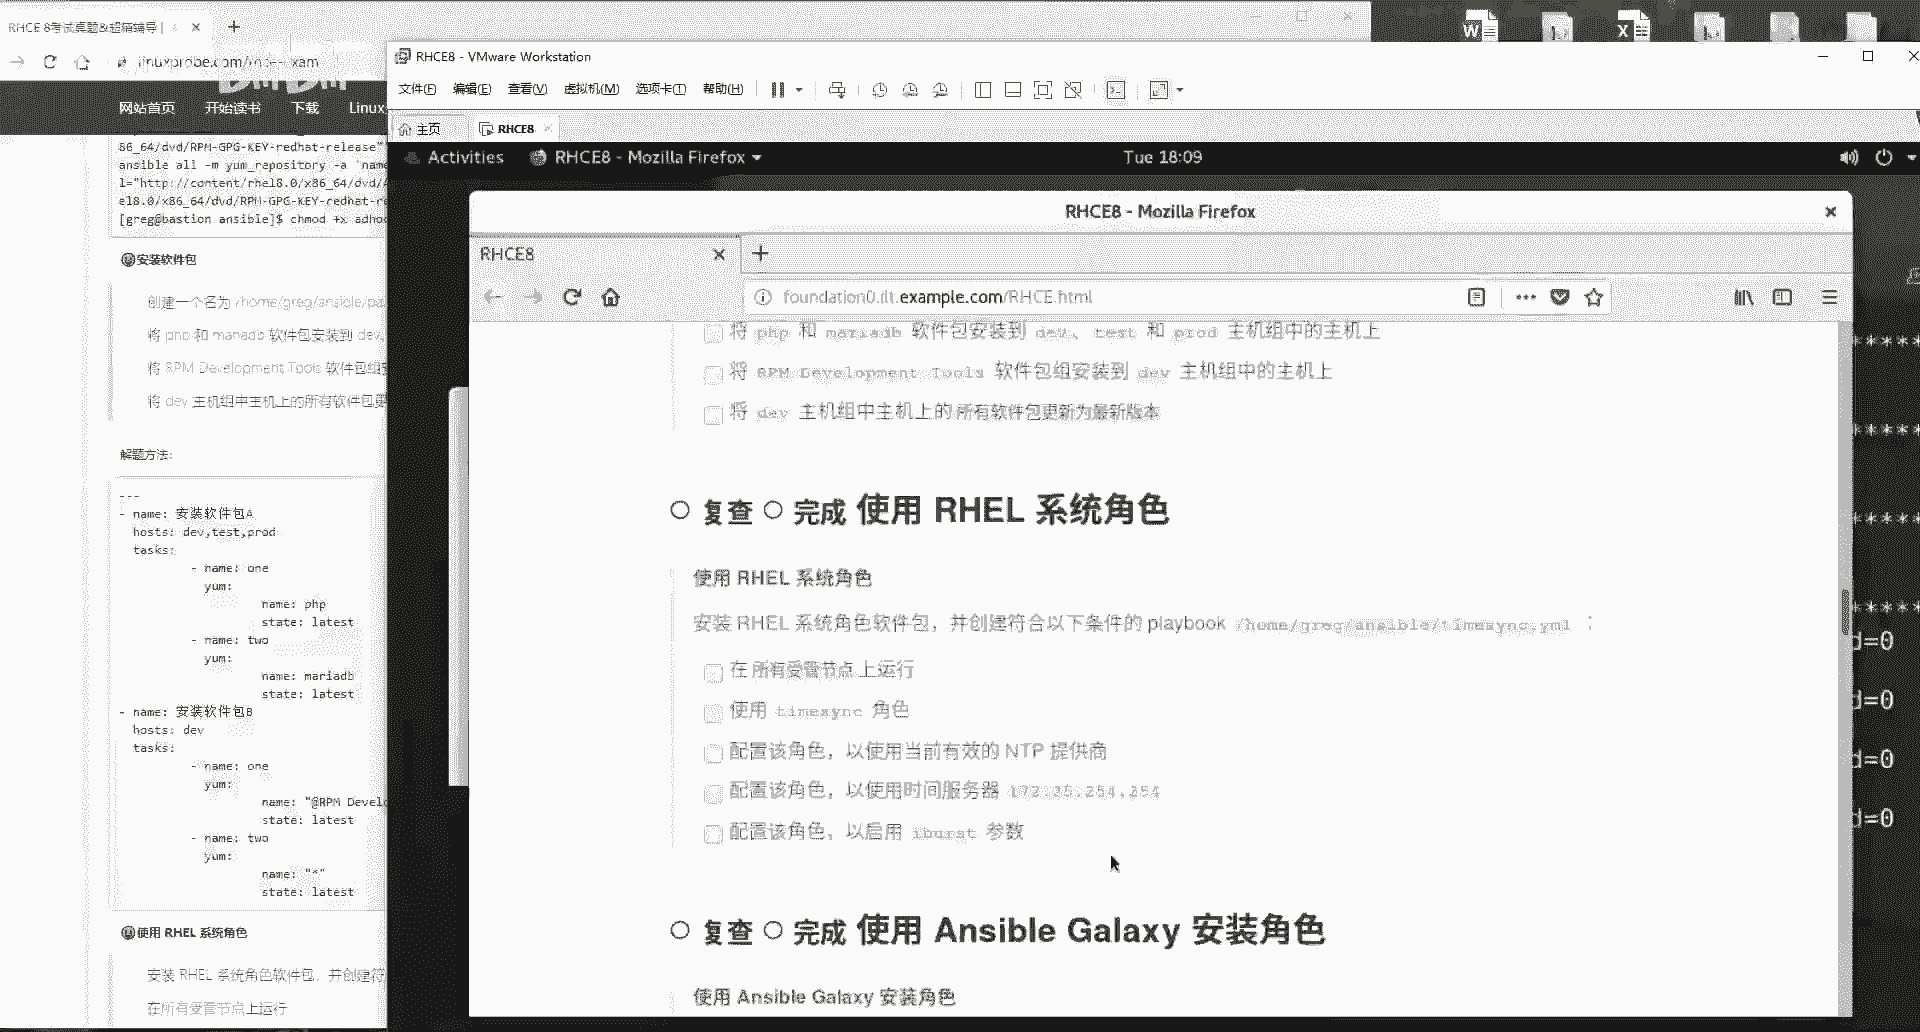 RHCE 8考试真题&超痛辅导 |
linuxprobe.com/
网站首页 开始读书 下载 Linux
86_64/dvd/RPM-GPG-KEY-redhat-release"
ansible all -m yum_repository -a 'name
l="http://content/rhel8.0/x86_64/dvd/
el8.0/x86_64/dvd/RPM-GPG-KEY-redhat-re
[greg@bastion ansible]$ chmod +x adhoc
安装软件包
创建一个名为 /home/greg/ansible/pa
将 php 和 mariadb 软件包安装到 dev、
将 RPM Development Tools 软件包组安
将 dev 主机组中主机上的所有软件包更
解题方法:
---
- name: 安装软件包A
hosts: dev,test,prod
tasks:
- name: one
yum:
name: php
state: latest
- name: two
yum:
name: mariadb
state: latest
- name: 安装软件包B
hosts: dev
tasks:
- name: one
yum:
name: "@RPM Develo
state: latest
- name: two
yum:
name: "*"
state: latest
使用 RHEL 系统角色
安装 RHEL 系统角色软件包，并创建符
在所有受管节点上运行
RHCE8 - VMware Workstation
文件(F) 编辑(E) 查看(V) 虚拟机(M) 选项卡(T) 帮助(H)
主页 RHCE8
Activities RHCE8 - Mozilla Firefox Tue 18:09
RHCE8 - Mozilla Firefox
RHCE8
foundation0.ilt.example.com/RHCE.html
将 php 和 mariadb 软件包安装到 dev、 test 和 prod 主机组中的主机上
将 RPM Development Tools 软件包组安装到 dev 主机组中的主机上
将 dev 主机组中主机上的 所有软件包更新为最新版本
复查 完成 使用 RHEL 系统角色
使用 RHEL 系统角色
安装 RHEL 系统角色软件包，并创建符合以下条件的 playbook /home/greg/ansible/timesync.yml ：
在 所有受管节点 上运行
使用 timesync 角色
配置该角色，以使用当前有效的 NTP 提供商
配置该角色，以使用时间服务器 172.25.254.254
配置该角色，以启用 iburst 参数
复查 完成 使用 Ansible Galaxy 安装角色
使用 Ansible Galaxy 安装角色
*****
*****
*****
*****
d=0
d=0
d=0
d=0